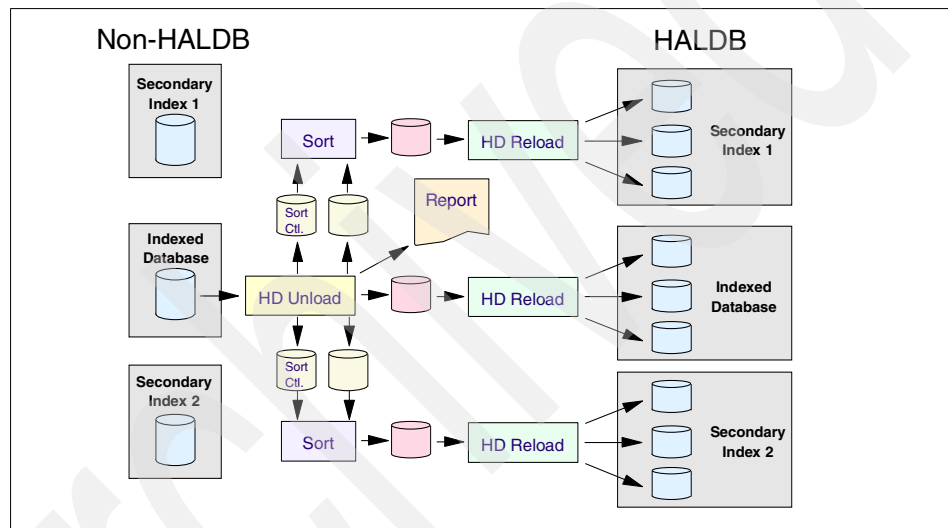 Non-HALDB
HALDB
Secondary
Index 1
Sort
HD Reload
Secondary
Index 1
Sort
Ctl.
Report
Indexed
Database
HD Unload
HD Reload
Indexed
Database
Sort
Ctl.
Secondary
Index 2
Sort
HD Reload
Secondary
Index 2